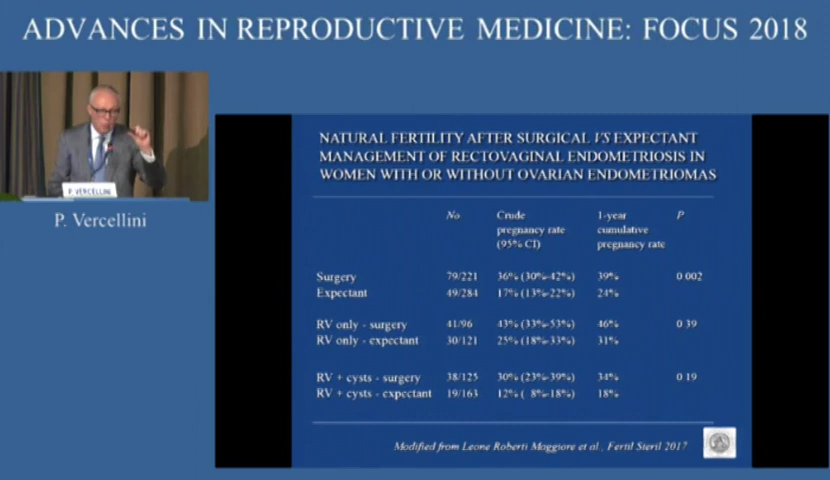 ADVANCES IN REPRODUCTIVE MEDICINE: FOCUS 2018
P. VERCELLINI
P. Vercellini
NATURAL FERTILITY AFTER SURGICAL VS EXPECTANT
MANAGEMENT OF RECTOVAGINAL ENDOMETRIOSIS IN
WOMEN WITH OR WITHOUT OVARIAN ENDOMETRIOMAS
No Crude 1-year P
pregnancy rate cumulative
(95% CI) pregnancy rate
Surgery 79/221 36% (30%-42%) 39% 0 002
Expectant 49/284 17% (13%-22%) 24%
RV only - surgery 41/96 43% (33%-53%) 46% 0 39
RV only - expectant 30/121 25% (18%-33%) 31%
RV + cysts - surgery 38/125 30% (23%-39%) 34% 0 19
RV + cysts - expectant 19/163 12% ( 8%-18%) 18%
Modified from Leone Roberti Maggiore et al., Fertil Steril 2017